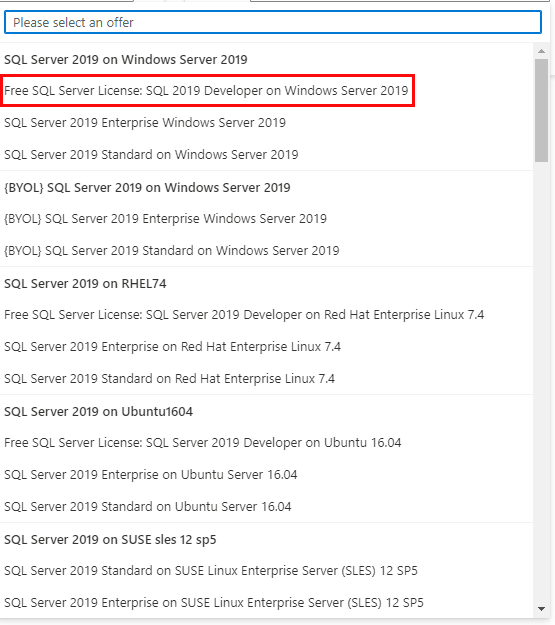 Please select an offer
SQL Server 2019 on Windows Server 2019
Free SQL Server License: SQL 2019 Developer on Windows Server 2019
SQL Server 2019 Enterprise Windows Server 2019
SQL Server 2019 Standard on Windows Server 2019
{BYOL} SQL Server 2019 on Windows Server 2019
{BYOL} SQL Server 2019 Enterprise Windows Server 2019
{BYOL} SQL Server 2019 Standard on Windows Server 2019
SQL Server 2019 on RHEL74
Free SQL Server License: SQL Server 2019 Developer on Red Hat Enterprise Linux 7.4
SQL Server 2019 Enterprise on Red Hat Enterprise Linux 7.4
SQL Server 2019 Standard on Red Hat Enterprise Linux 7.4
SQL Server 2019 on Ubuntu1604
Free SQL Server License: SQL Server 2019 Developer on Ubuntu 16.04
SQL Server 2019 Enterprise on Ubuntu Server 16.04
SQL Server 2019 Standard on Ubuntu Server 16.04
SQL Server 2019 on SUSE sles 12 sp5
SQL Server 2019 Standard on SUSE Linux Enterprise Server (SLES) 12 SP5
SQL Server 2019 Enterprise on SUSE Linux Enterprise Server (SLES) 12 SP5